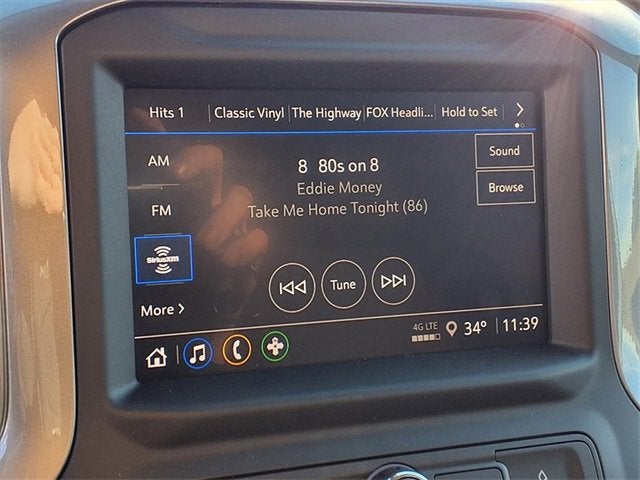 Hits 1 Classic Vinyl The Highway FOX Headli... Hold to Set
AM
8 80s on 8
Sound
Eddie Money
Browse
FM
Take Me Home Tonight (86)
SiriusXM
Tune
More
4G LTE
34° 11:39